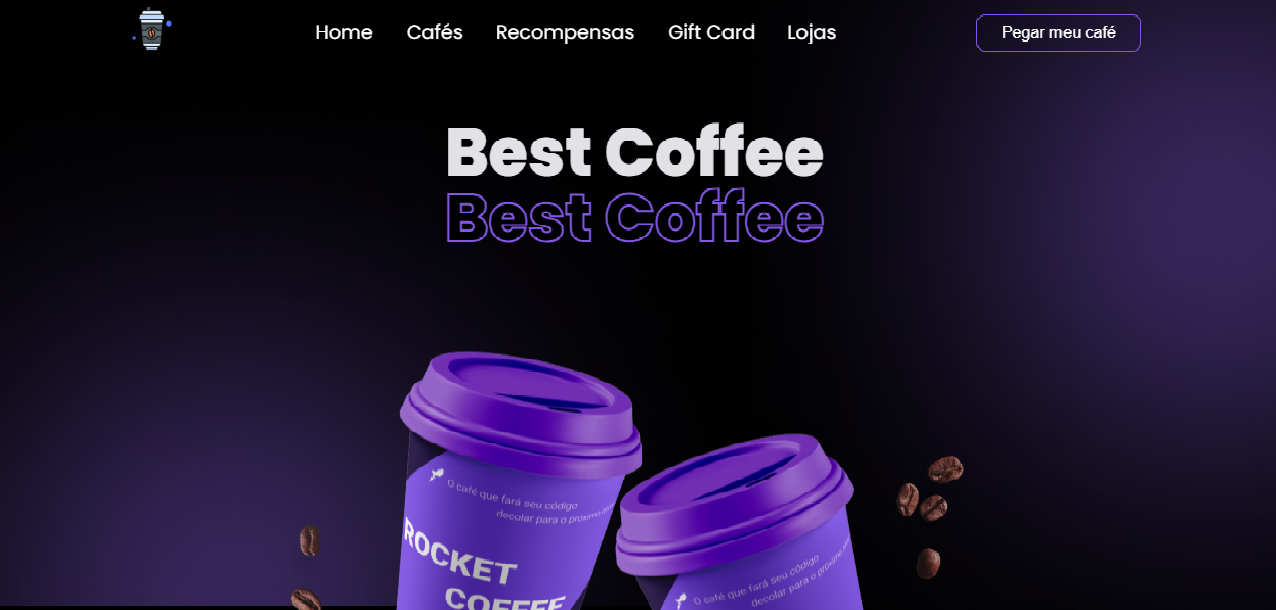 Home Cafés Recompensas Gift Card Lojas Pegar meu café
Best Coffee
Best Coffee
O café que fará seu código
decolar para o próximo
ROCKET
COFFEE
O café que fará seu código
decolar para o próximo